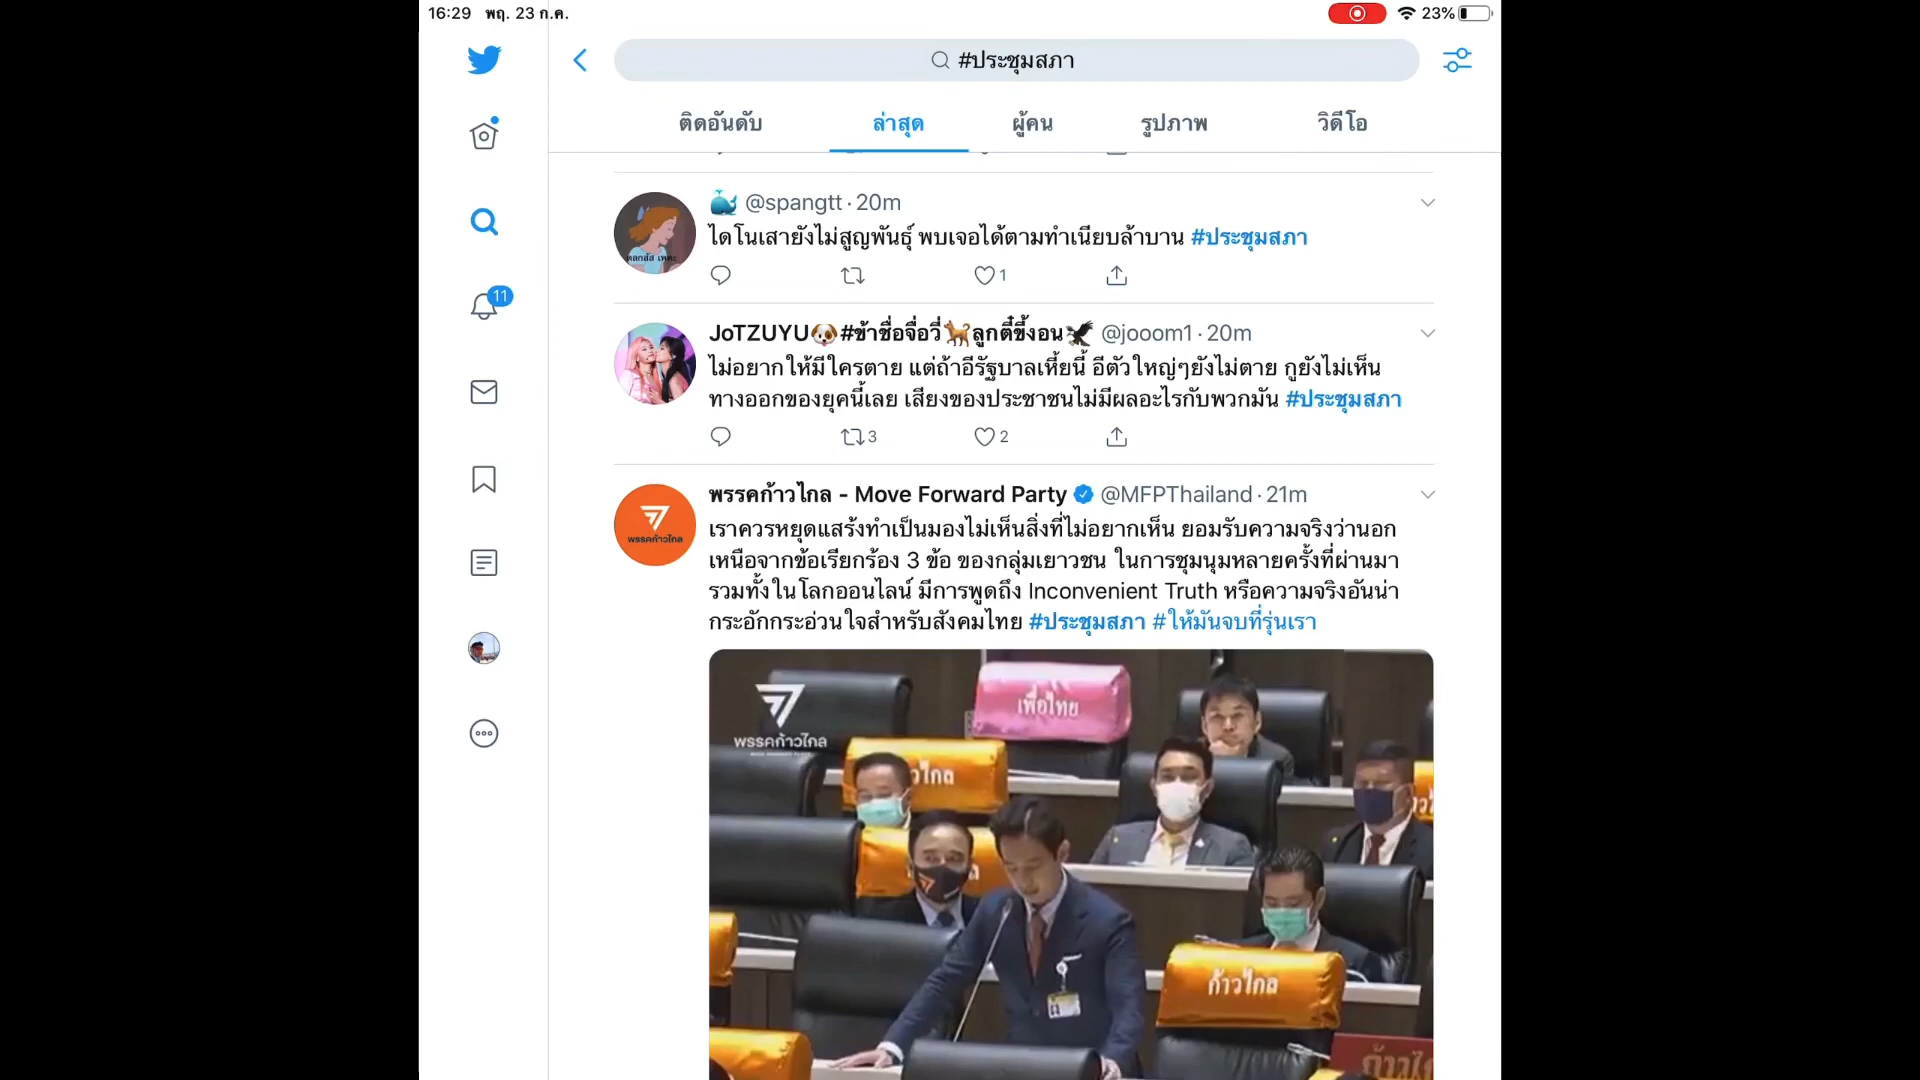 16:29 พฤ. 23 ก.ค.
23%
#ประชุมสภา
ติดอันดับ ล่าสุด ผู้คน รูปภาพ วิดีโอ
@spangtt · 20m
ไดโนเสายังไม่สูญพันธุ์ พบเจอได้ตามทำเนียบล้าบาน #ประชุมสภา
1
JoTZUYU #ข้าชื่อจื่อวี่ ลูกตี๋ขี้งอน @jooom1 · 20m
ไม่อยากให้มีใครตาย แต่ถ้าอีรัฐบาลเหี้ยนี้ อีตัวใหญ่ๆยังไม่ตาย กูยังไม่เห็น
ทางออกของยุคนี้เลย เสียงของประชาชนไม่มีผลอะไรกับพวกมัน #ประชุมสภา
3 2
พรรคก้าวไกล
พรรคก้าวไกล - Move Forward Party @MFPThailand · 21m
เราควรหยุดแสร้งทำเป็นมองไม่เห็นสิ่งที่ไม่อยากเห็น ยอมรับความจริงว่านอก
เหนือจากข้อเรียกร้อง 3 ข้อ ของกลุ่มเยาวชน ในการชุมนุมหลายครั้งที่ผ่านมา
รวมทั้งในโลกออนไลน์ มีการพูดถึง Inconvenient Truth หรือความจริงอันน่า
กระอักกระอ่วนใจสำหรับสังคมไทย #ประชุมสภา #ให้มันจบที่รุ่นเรา
พรรคก้าวไกล
เพื่อไทย
ก้าวไกล
11